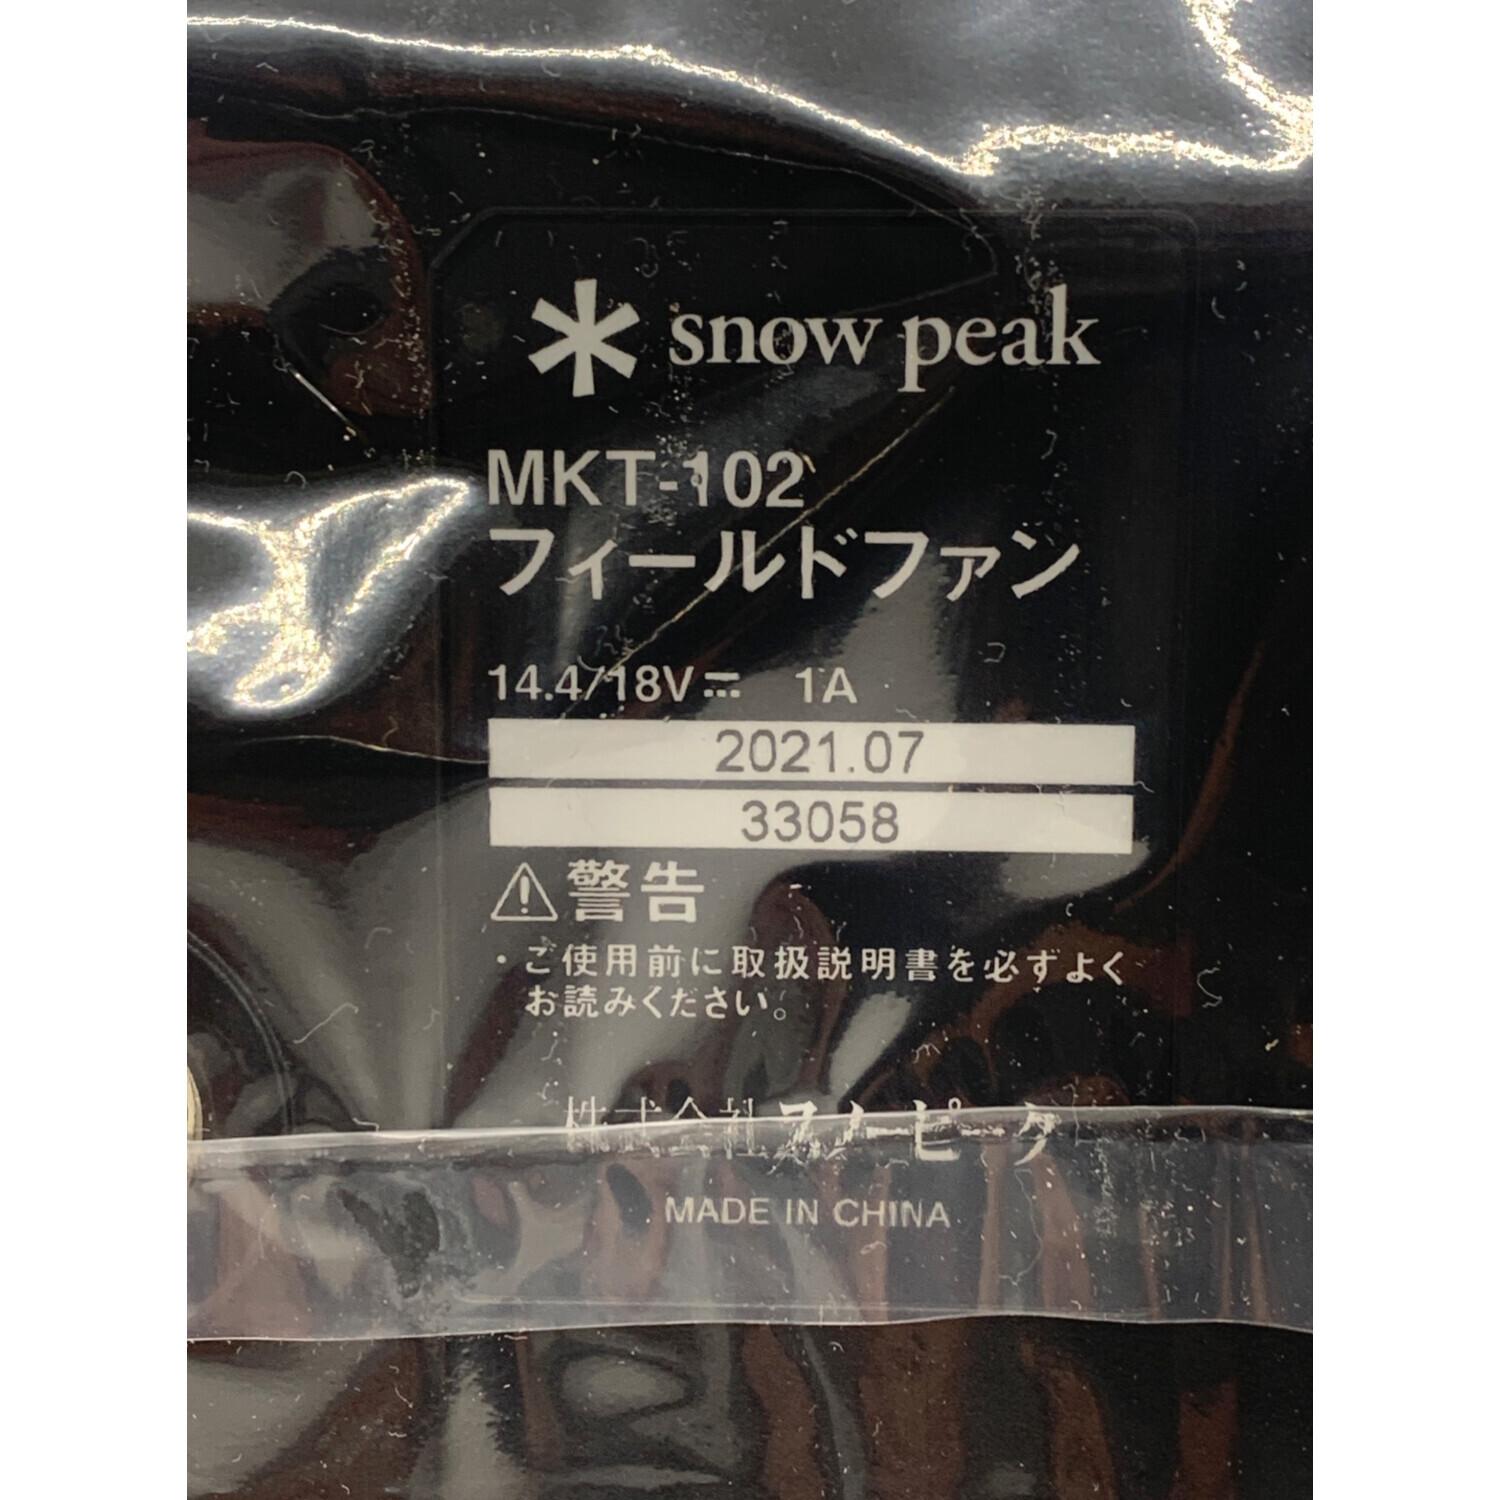 snow peak
MKT-102
フィールドファン
14.4/18V⎓ 1A
2021.07
33058
⚠警告
・ご使用前に取扱説明書を必ずよく
お読みください。
株式会社スノーピーク
MADE IN CHINA